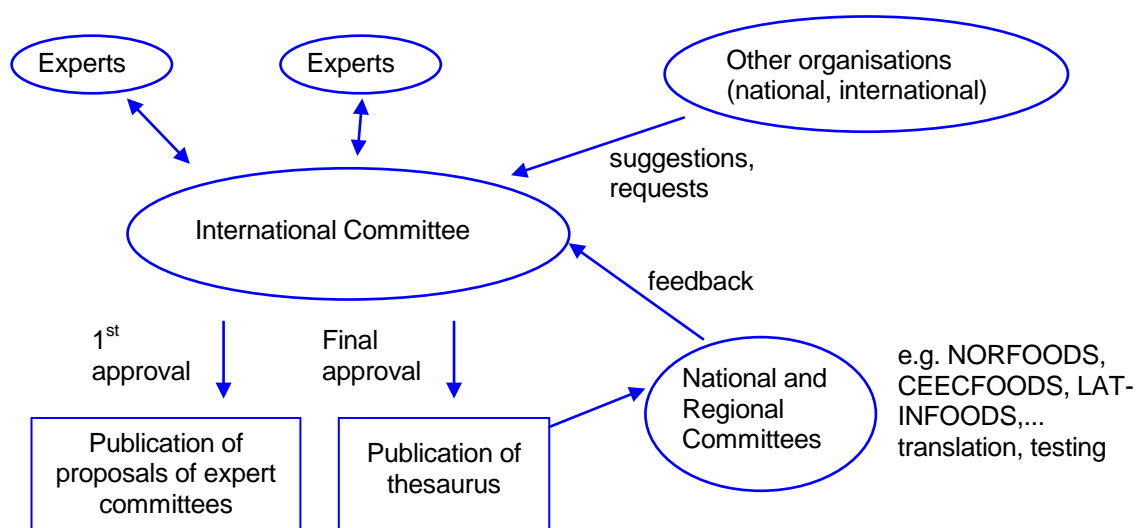 Experts
Experts
Other organisations
(national, international)
suggestions,
requests
International Committee
feedback
1st
approval
Final
approval
National and
Regional
Committees
e.g. NORFOODS,
CEECFOODS, LAT-
INFOODS,...
translation, testing
Publication of
proposals of expert
committees
Publication of
thesaurus